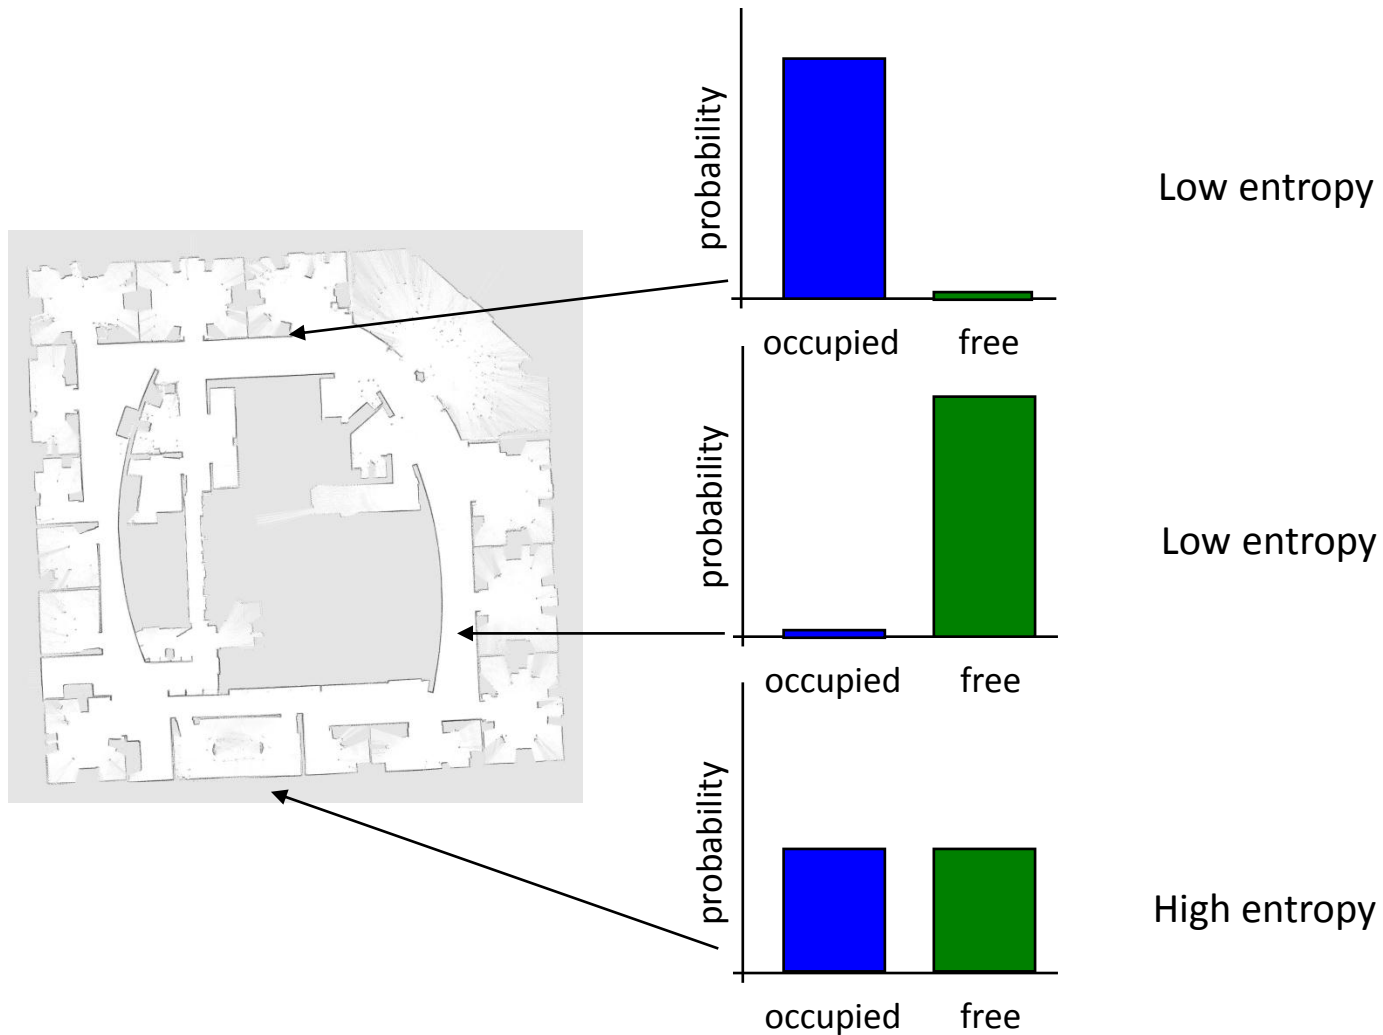 probability
occupied
free
Low entropy
probability
occupied
free
Low entropy
probability
occupied
free
High entropy